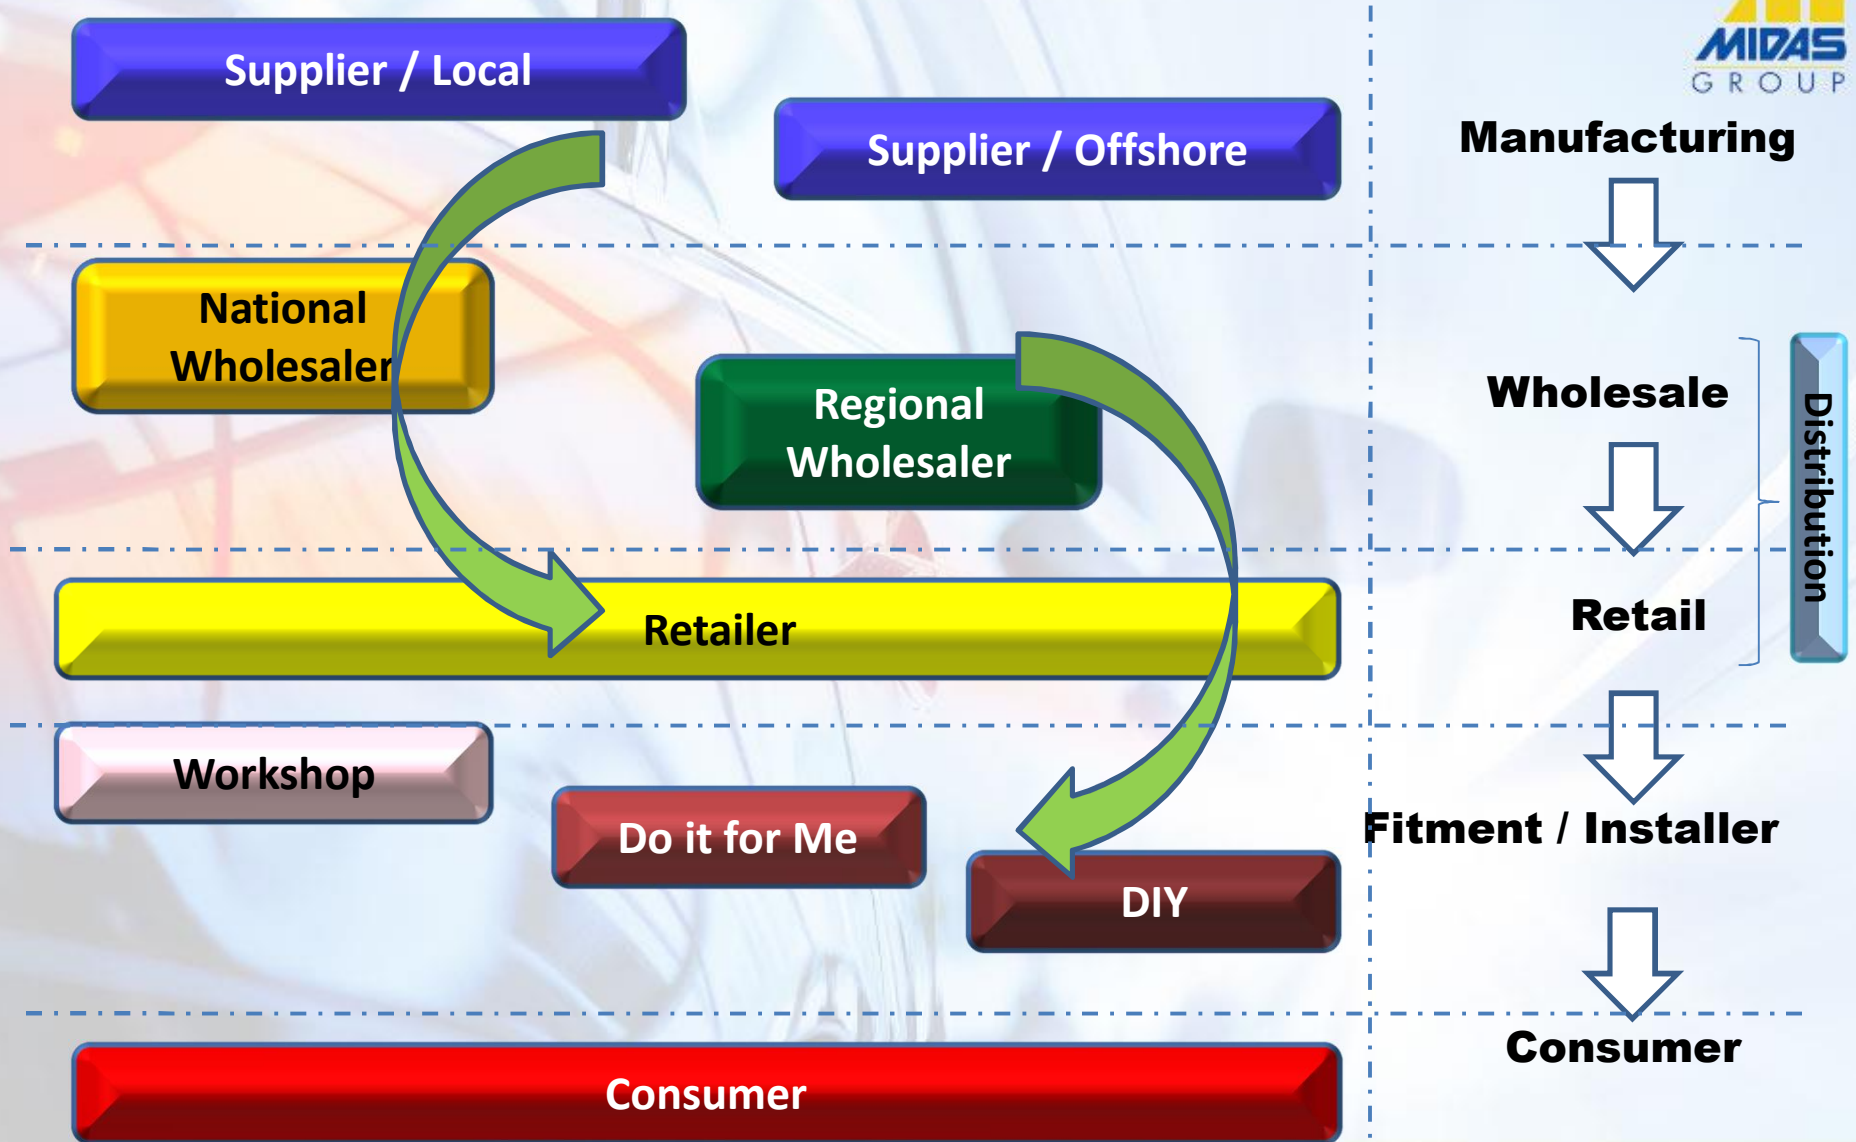 MIDAS
GROUP
Supplier / Local
Supplier / Offshore
Manufacturing
National
Wholesaler
Regional
Wholesaler
Wholesale
Distribution
Retailer
Retail
Workshop
Do it for Me
DIY
Fitment / Installer
Consumer
Consumer